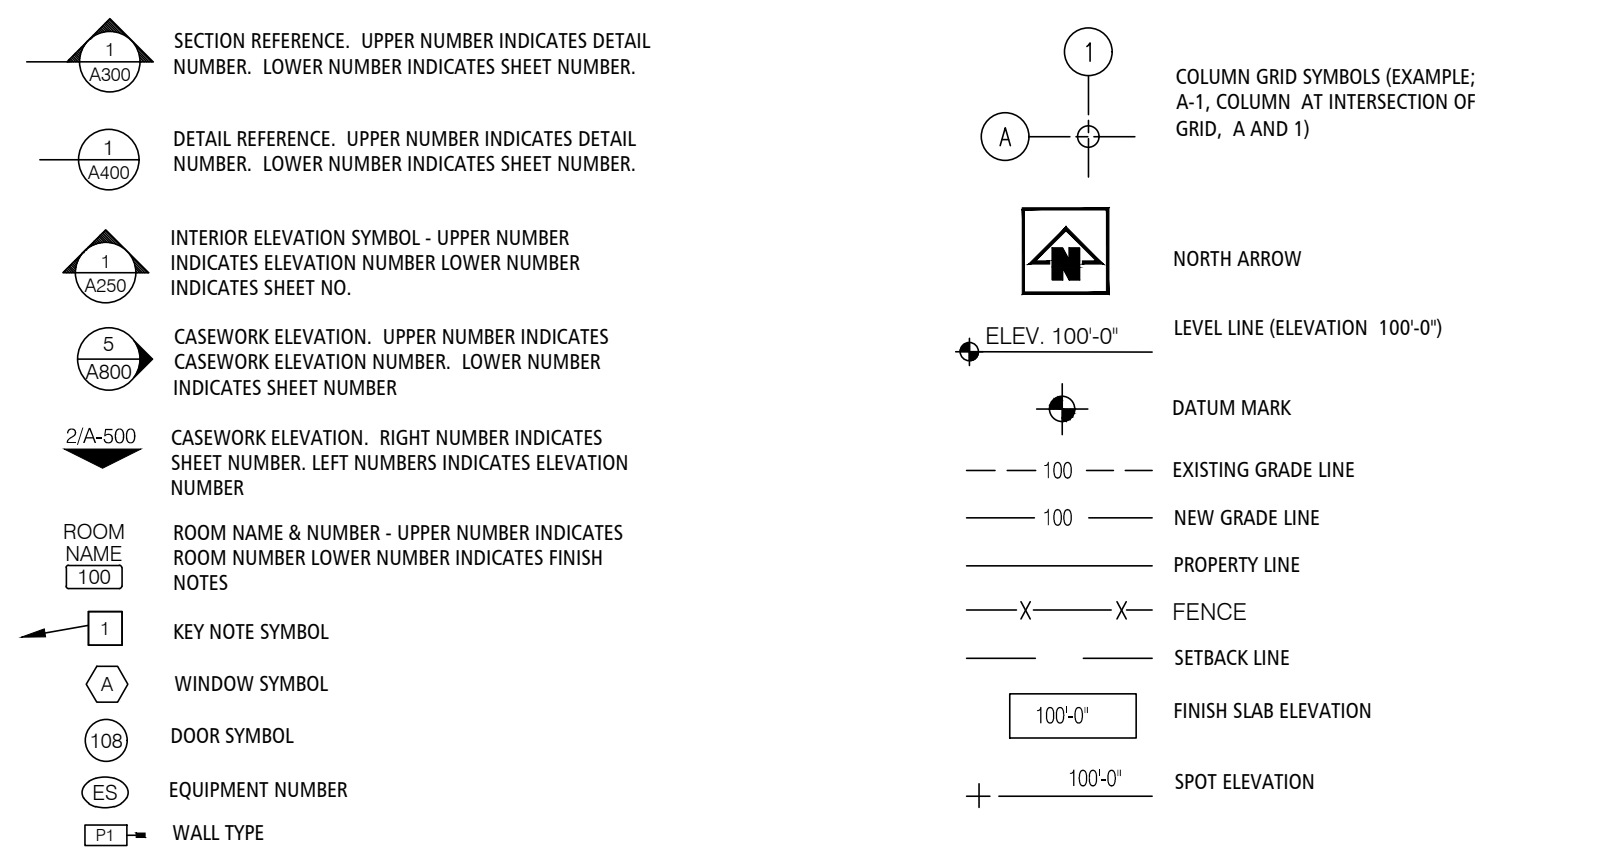 1
A300
SECTION REFERENCE.  UPPER NUMBER INDICATES DETAIL
NUMBER.  LOWER NUMBER INDICATES SHEET NUMBER.
1
A400
DETAIL REFERENCE.  UPPER NUMBER INDICATES DETAIL
NUMBER.  LOWER NUMBER INDICATES SHEET NUMBER.
1
A250
INTERIOR ELEVATION SYMBOL - UPPER NUMBER
INDICATES ELEVATION NUMBER LOWER NUMBER
INDICATES SHEET NO.
5
A800
CASEWORK ELEVATION.  UPPER NUMBER INDICATES
CASEWORK ELEVATION NUMBER.  LOWER NUMBER
INDICATES SHEET NUMBER
2/A-500
CASEWORK ELEVATION.  RIGHT NUMBER INDICATES
SHEET NUMBER. LEFT NUMBERS INDICATES ELEVATION
NUMBER
ROOM
NAME
100
ROOM NAME & NUMBER - UPPER NUMBER INDICATES
ROOM NUMBER LOWER NUMBER INDICATES FINISH
NOTES
1
KEY NOTE SYMBOL
A
WINDOW SYMBOL
108
DOOR SYMBOL
ES
EQUIPMENT NUMBER
P1
WALL TYPE
1
A
COLUMN GRID SYMBOLS (EXAMPLE;
A-1, COLUMN  AT INTERSECTION OF
GRID,  A AND 1)
N
NORTH ARROW
ELEV. 100'-0"
LEVEL LINE (ELEVATION  100'-0")
DATUM MARK
100
EXISTING GRADE LINE
100
NEW GRADE LINE
PROPERTY LINE
X X
FENCE
SETBACK LINE
100'-0"
FINISH SLAB ELEVATION
100'-0"
SPOT ELEVATION